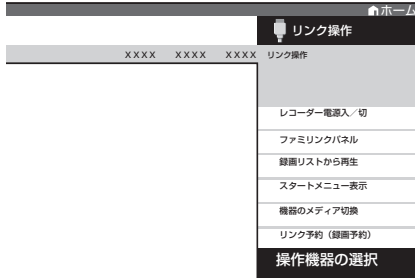 ホーム
リンク操作
XXXX XXXX XXXX リンク操作
レコーダー電源入／切
ファミリンクパネル
録画リストから再生
スタートメニュー表示
機器のメディア切換
リンク予約（録画予約）
操作機器の選択